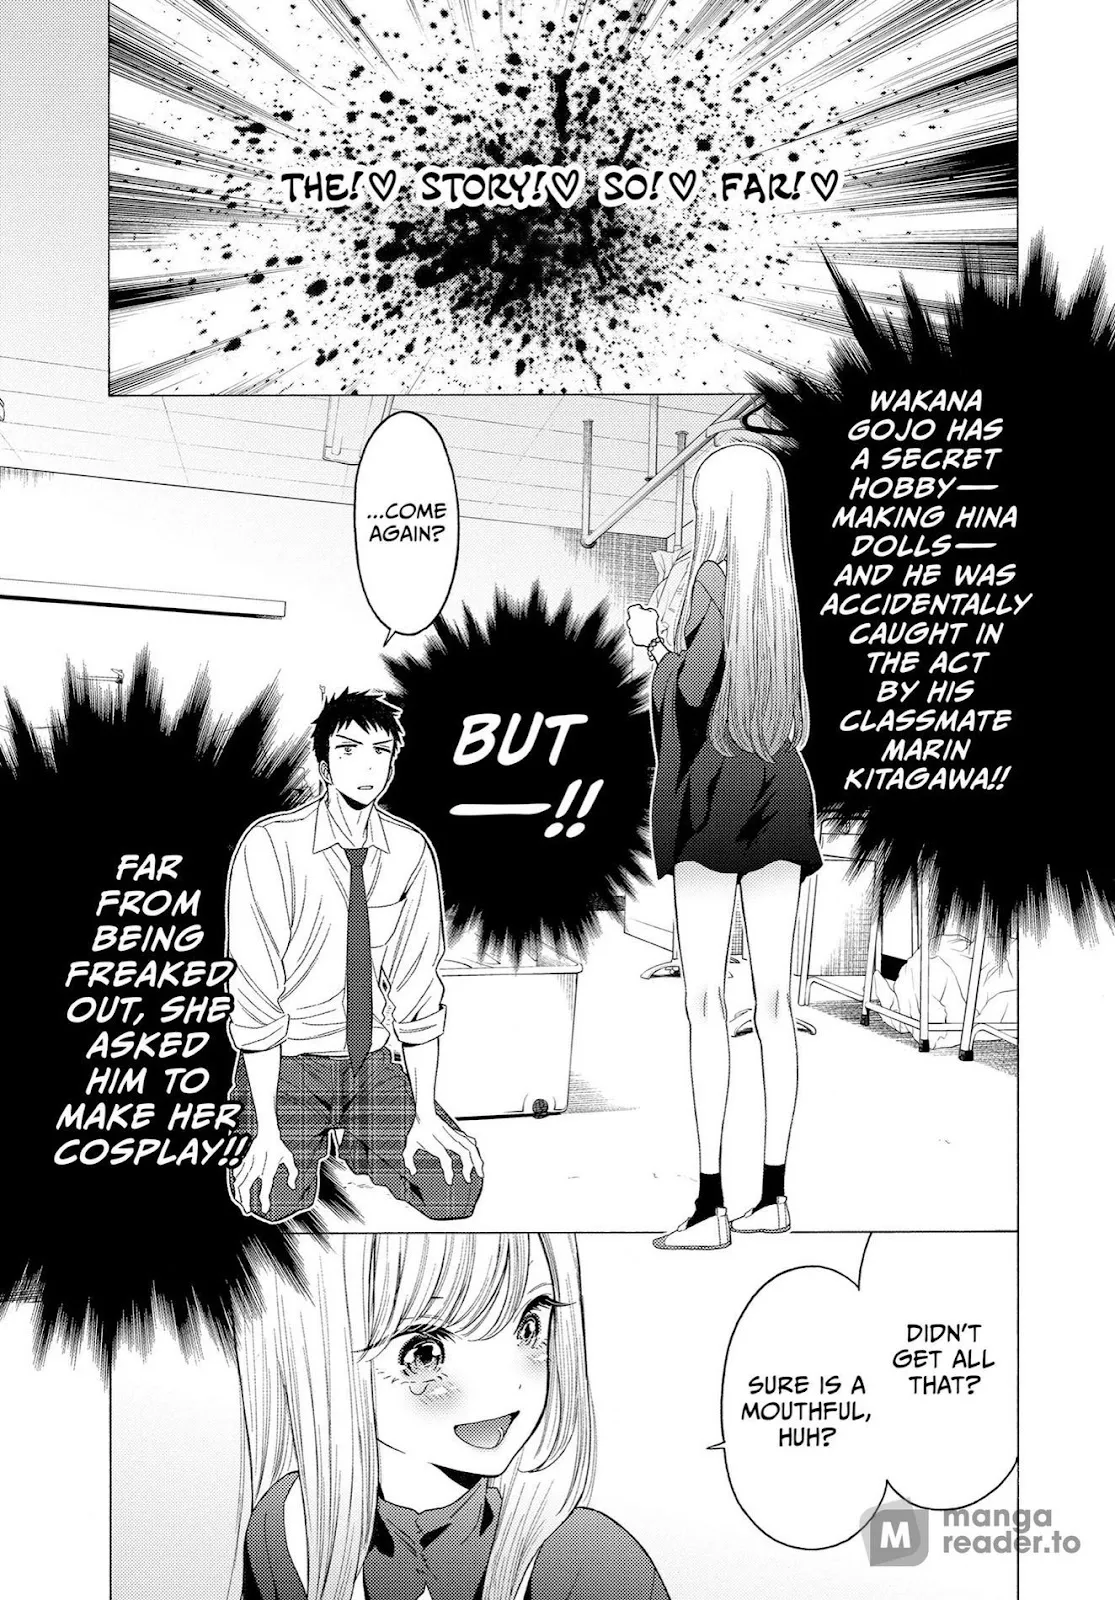 THE!♡ STORY!♡ SO!♡ FAR!♡
WAKANA
GOJO HAS
A SECRET
HOBBY—
MAKING HINA
DOLLS—
AND HE WAS
ACCIDENTALLY
CAUGHT IN
THE ACT
BY HIS
CLASSMATE
MARIN
KITAGAWA!!
...COME
AGAIN?
BUT
—!!
FAR
FROM
BEING
FREAKED
OUT, SHE
ASKED
HIM TO
MAKE HER
COSPLAY!!
DIDN'T
GET ALL
THAT?
SURE IS A
MOUTHFUL,
HUH?
M manga
reader.to